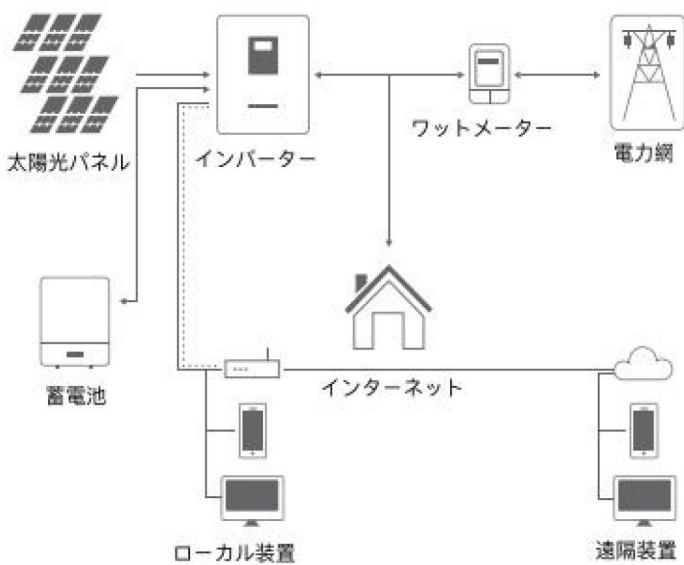 太陽光パネル
インバーター
ワットメーター
電力網
蓄電池
インターネット
ローカル装置
遠隔装置